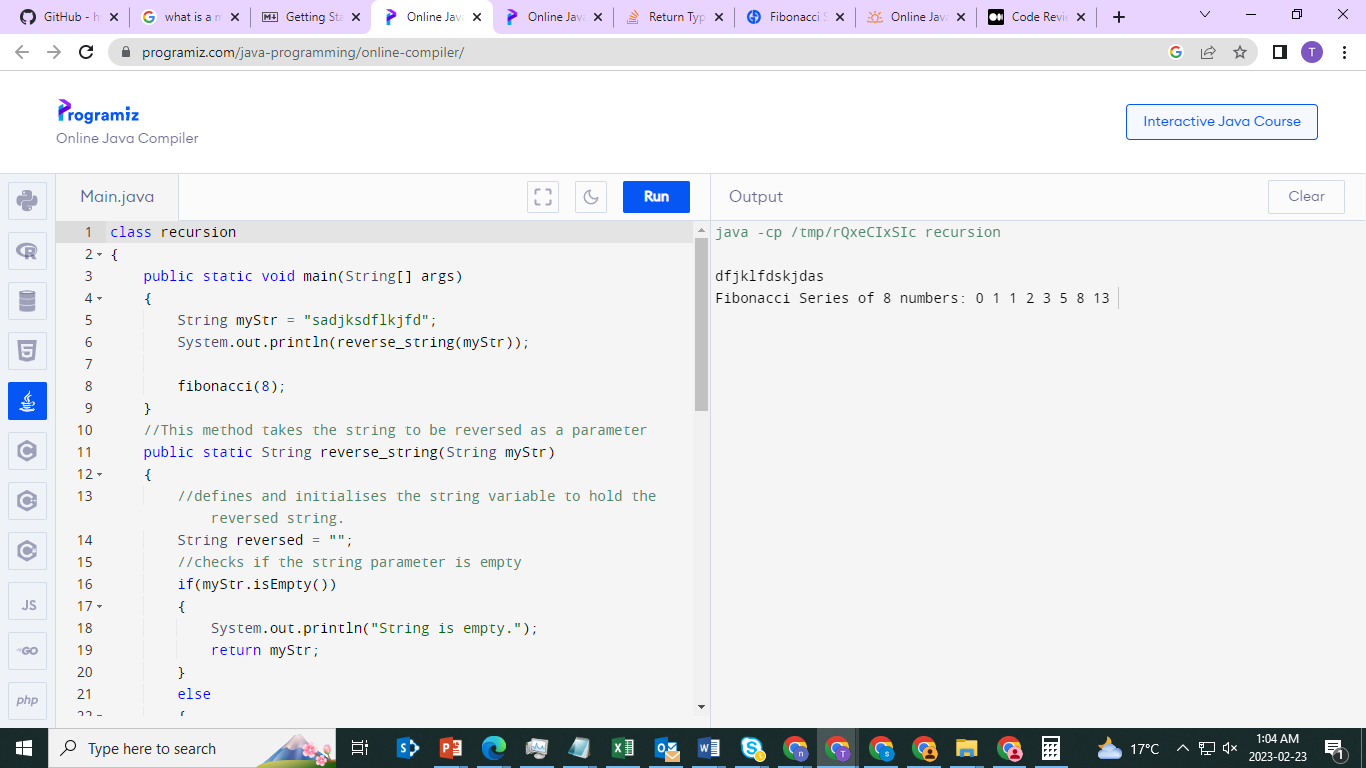 GitHub - h
what is a m
Getting Sta
Online Java
Online Java
Return Typ
Fibonacci S
Online Java
Code Revie
programiz.com/java-programming/online-compiler/
T
Programiz
Online Java Compiler
Interactive Java Course
Main.java
Run
Output
Clear
1 class recursion
2 {
3 public static void main(String[] args)
4 {
5 String myStr = "sadjksdflkjfd";
6 System.out.println(reverse_string(myStr));
7
8 fibonacci(8);
9 }
10 //This method takes the string to be reversed as a parameter
11 public static String reverse_string(String myStr)
12 {
13 //defines and initialises the string variable to hold the
reversed string.
14 String reversed = "";
15 //checks if the string parameter is empty
16 if(myStr.isEmpty())
17 {
18 System.out.println("String is empty.");
19 return myStr;
20 }
21 else
22 {
java -cp /tmp/rQxeCIxSIc recursion
dfjklfdskjdas
Fibonacci Series of 8 numbers: 0 1 1 2 3 5 8 13
JS
GO
php
Type here to search
17°C
1:04 AM
2023-02-23
1